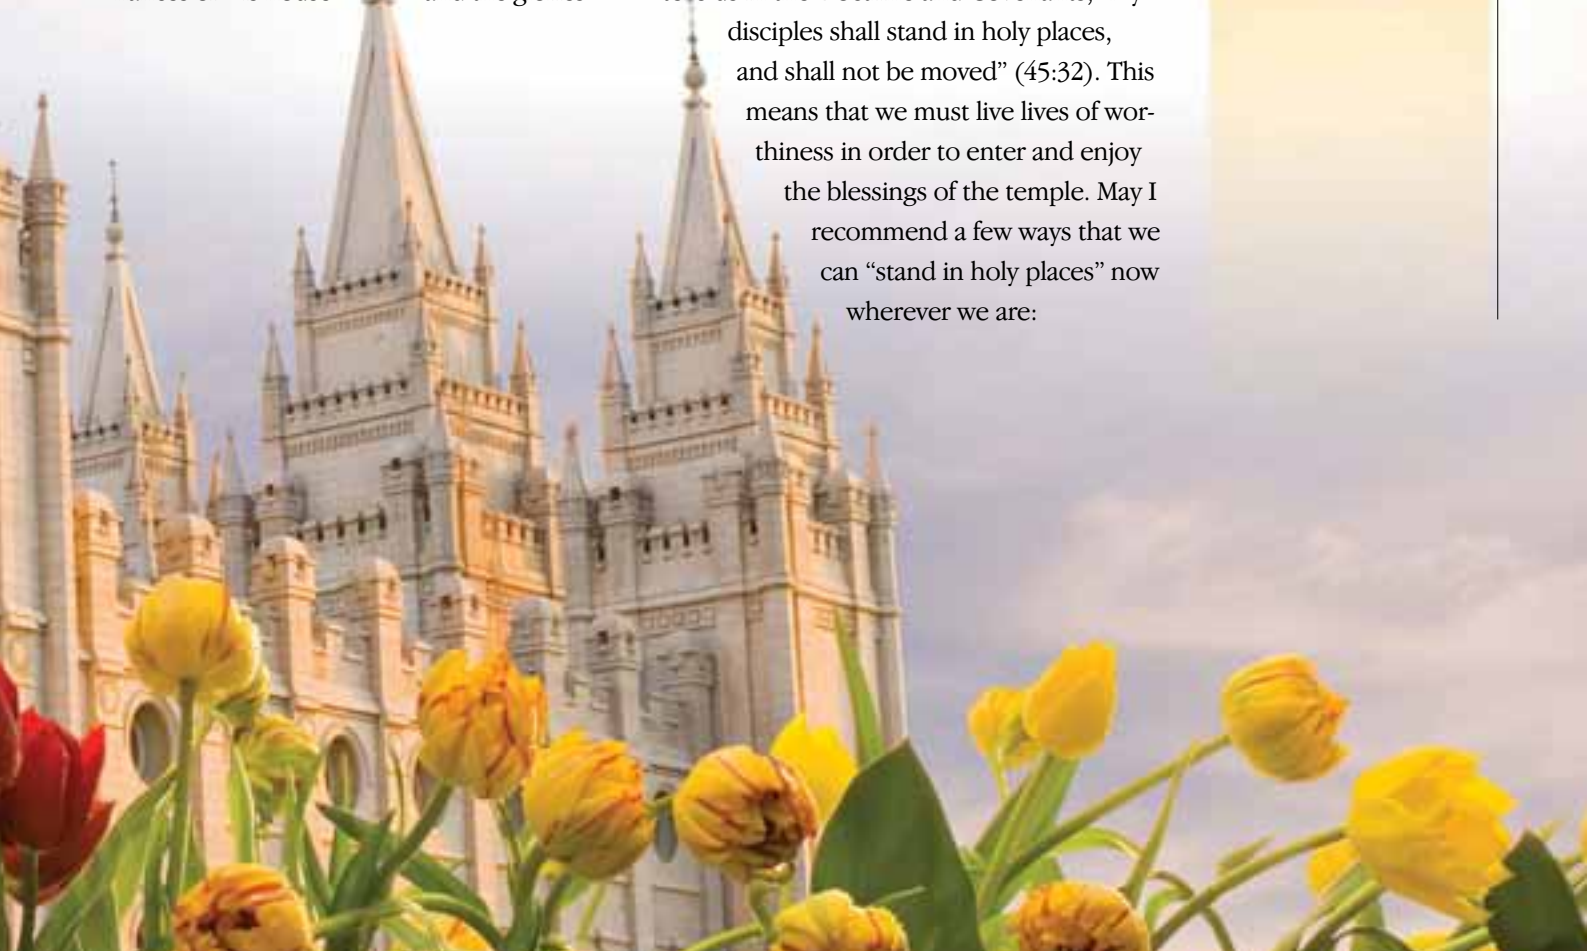 disciples shall stand in holy places,
and shall not be moved” (45:32). This
means that we must live lives of wor-
thiness in order to enter and enjoy
the blessings of the temple. May I
recommend a few ways that we
can “stand in holy places” now
wherever we are: